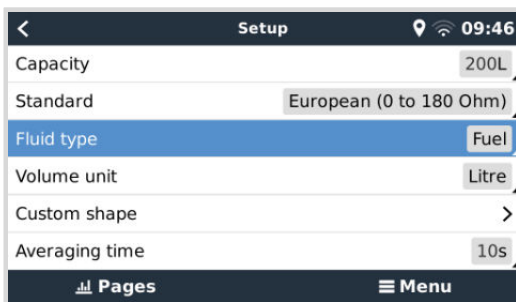 Setup 09:46
Capacity 200L
Standard European (0 to 180 Ohm)
Fluid type Fuel
Volume unit Litre
Custom shape
Averaging time 10s
Pages Menu